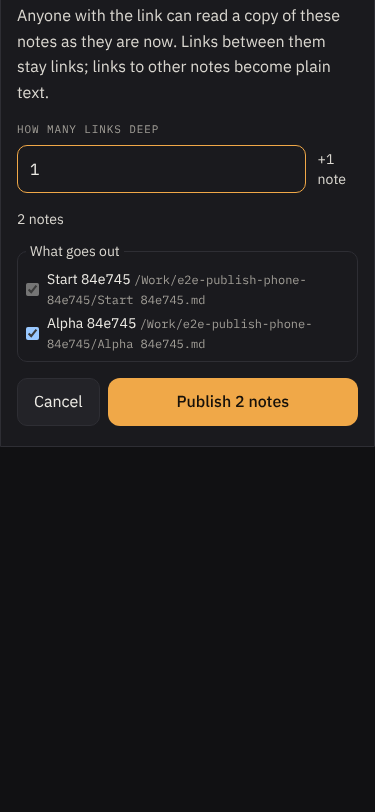 Anyone with the link can read a copy of these
notes as they are now. Links between them
stay links; links to other notes become plain
text.
HOW MANY LINKS DEEP
1
+1
note
2 notes
What goes out
Start 84e745 /Work/e2e-publish-phone-
84e745/Start 84e745.md
Alpha 84e745 /Work/e2e-publish-phone-
84e745/Alpha 84e745.md
Cancel
Publish 2 notes